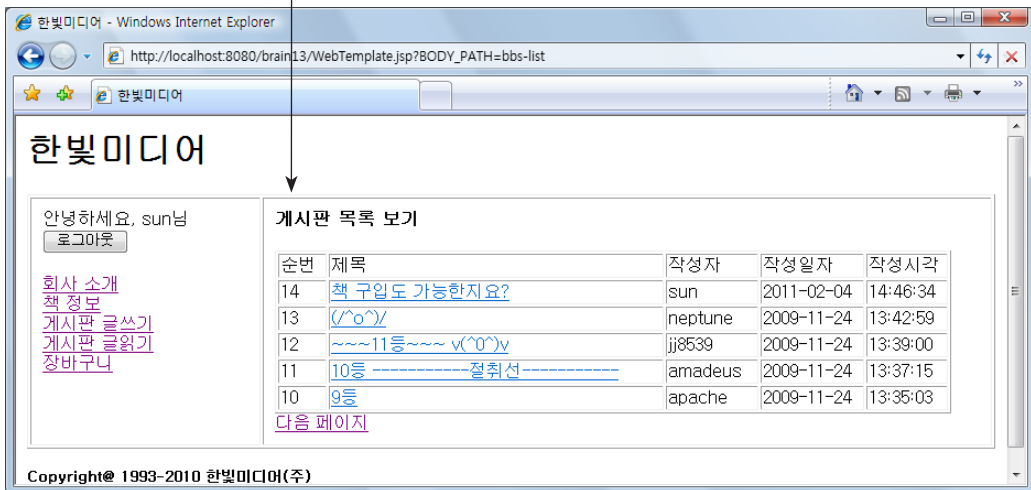 한빛미디어 - Windows Internet Explorer
http://localhost:8080/brain13/WebTemplate.jsp?BODY_PATH=bbs-list
한빛미디어
한빛미디어
안녕하세요, sun님
로그아웃
회사 소개
책 정보
게시판 글쓰기
게시판 글읽기
장바구니
게시판 목록 보기
순번 제목 작성자 작성일자 작성시각
14 책 구입도 가능한지요? sun 2011-02-04 14:46:34
13 (/^o^)/ neptune 2009-11-24 13:42:59
12 ~~~11등~~~ v(^0^)v jj8539 2009-11-24 13:39:00
11 10등 -----------절취선----------- amadeus 2009-11-24 13:37:15
10 9등 apache 2009-11-24 13:35:03
다음 페이지
Copyright@ 1993-2010 한빛미디어(주)